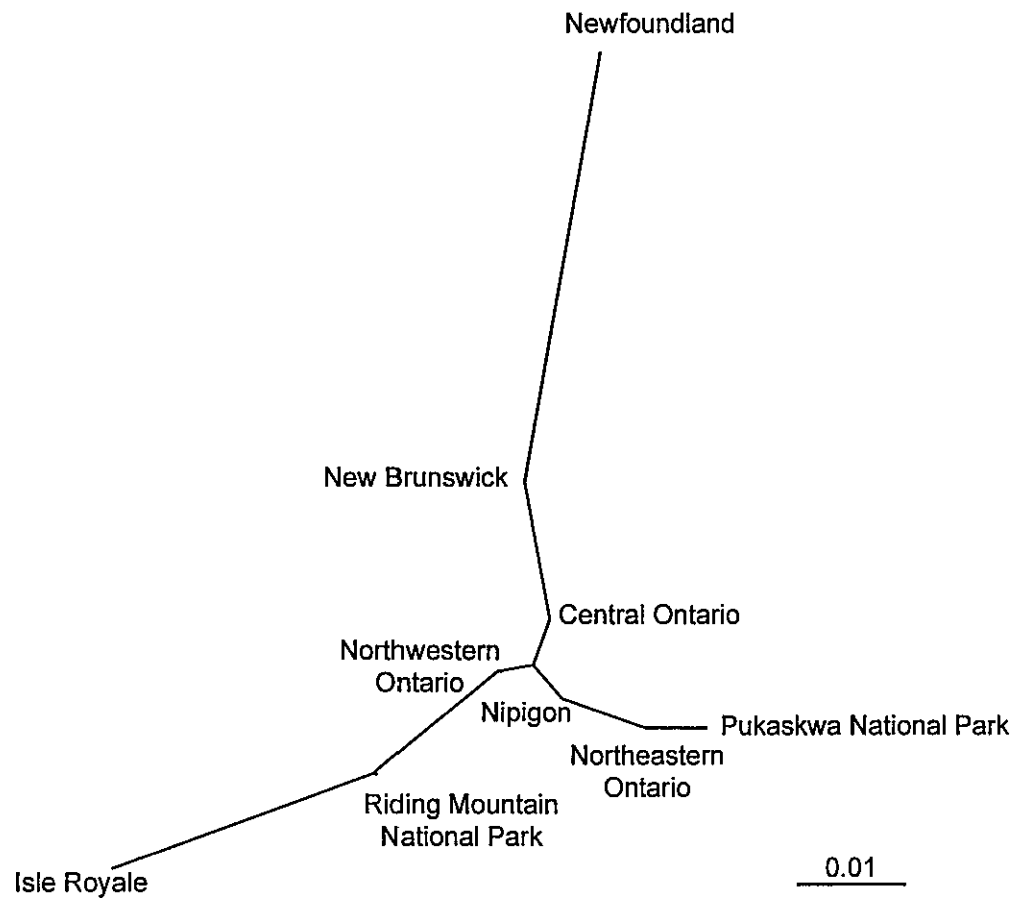 Newfoundland
New Brunswick
Central Ontario
Northwestern
Ontario
Nipigon
Pukaskwa National Park
Northeastern
Ontario
Riding Mountain
National Park
Isle Royale
0.01